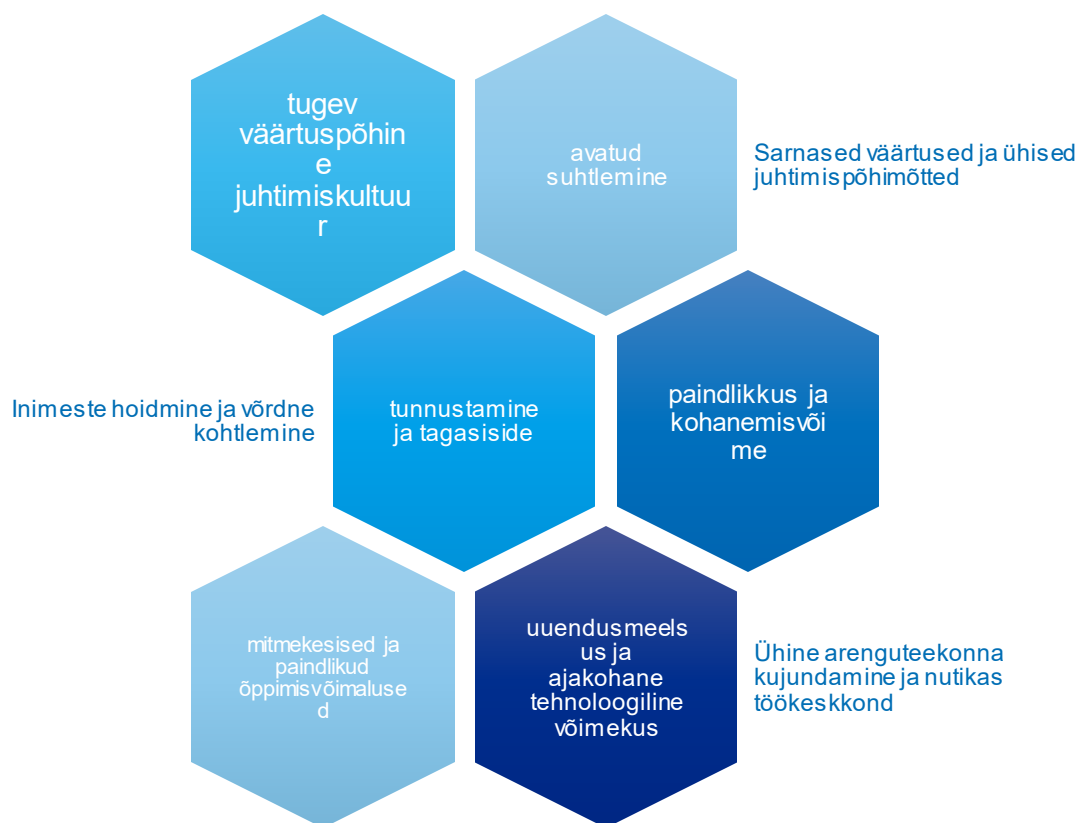 tugev
väärtuspõhin
e
juhtimiskultuu
r
avatud
suhtlemine
Sarnased väärtused ja ühised
juhtimispõhimõtted
Inimeste hoidmine ja võrdne
kohtlemine
tunnustamine
ja tagasiside
paindlikkus ja
kohanemisvõi
me
mitmekesised ja
paindlikud
õppimisvõimaluse
d
uuendusmeels
us ja
ajakohane
tehnoloogiline
võimekus
Ühine arenguteekonna
kujundamine ja nutikas
töökeskkond